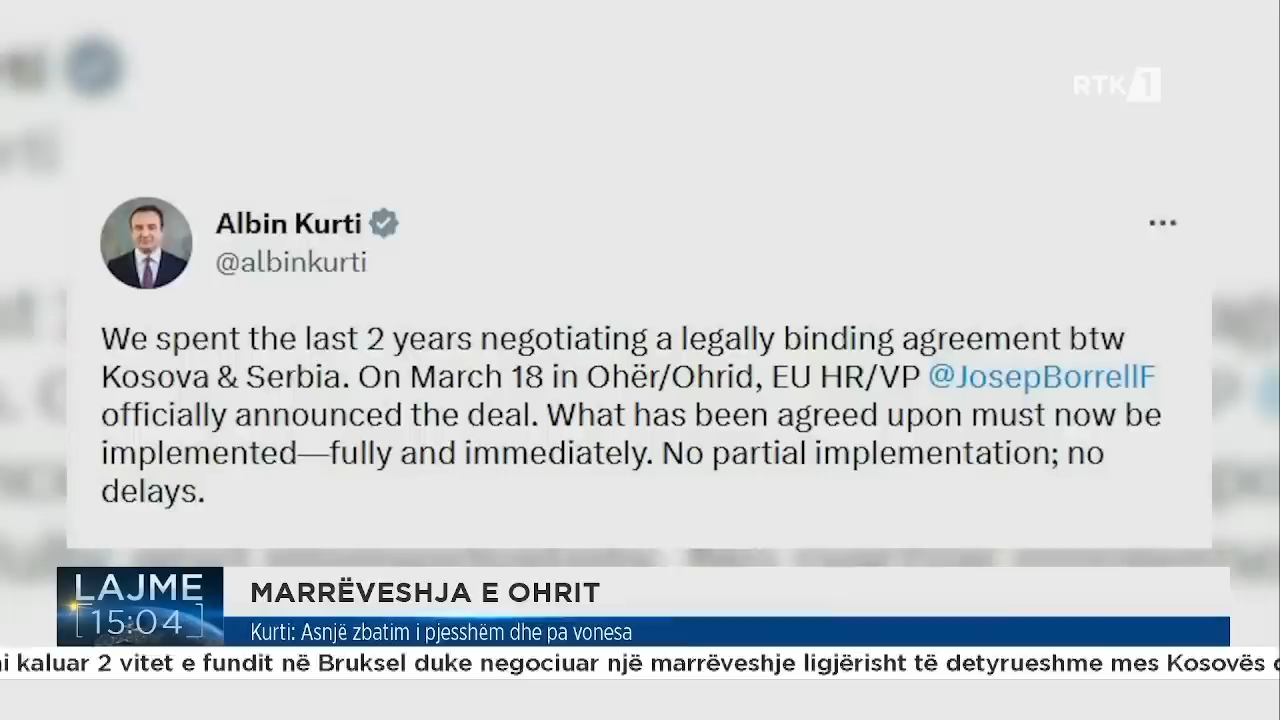 RTK 1
Albin Kurti
@albinkurti
We spent the last 2 years negotiating a legally binding agreement btw
Kosova & Serbia. On March 18 in Ohër/Ohrid, EU HR/VP @JosepBorrellF
officially announced the deal. What has been agreed upon must now be
implemented—fully and immediately. No partial implementation; no
delays.
LAJME
15:04
MARRËVESHJA E OHRIT
Kurti: Asnjë zbatim i pjesshëm dhe pa vonesa
kaluar 2 vitet e fundit në Bruksel duke negociuar një marrëveshje ligjërisht të detyrueshme mes Kosovës